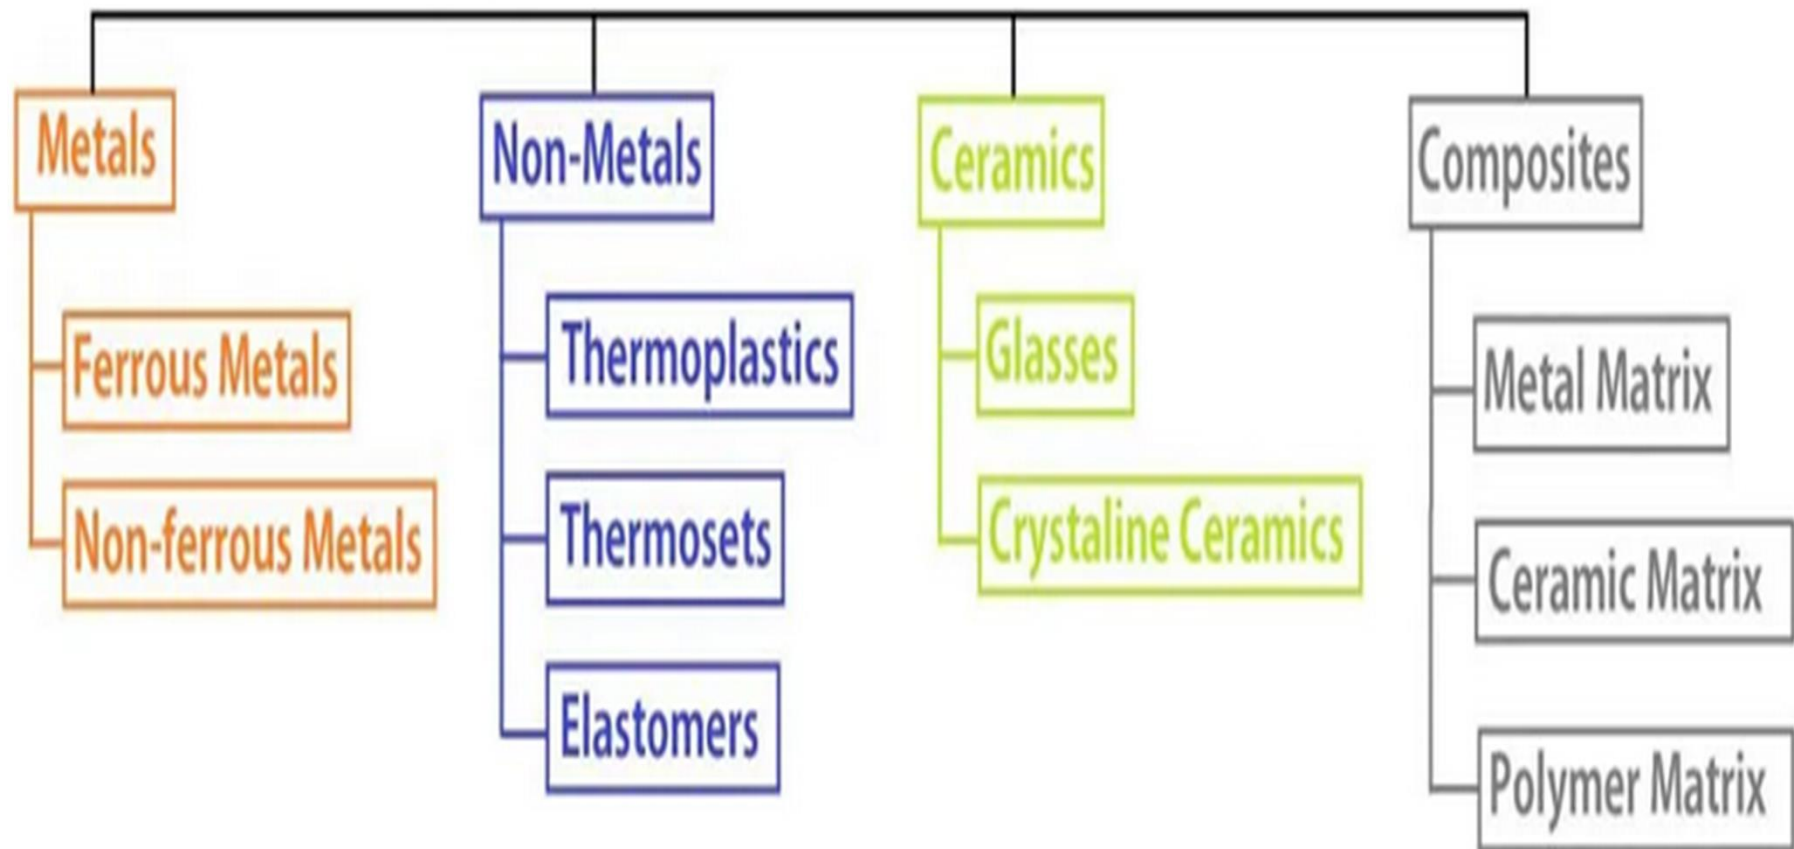 Metals
Ferrous Metals
Non-ferrous Metals
Non-Metals
Thermoplastics
Thermosets
Elastomers
Ceramics
Glasses
Crystaline Ceramics
Composites
Metal Matrix
Ceramic Matrix
Polymer Matrix